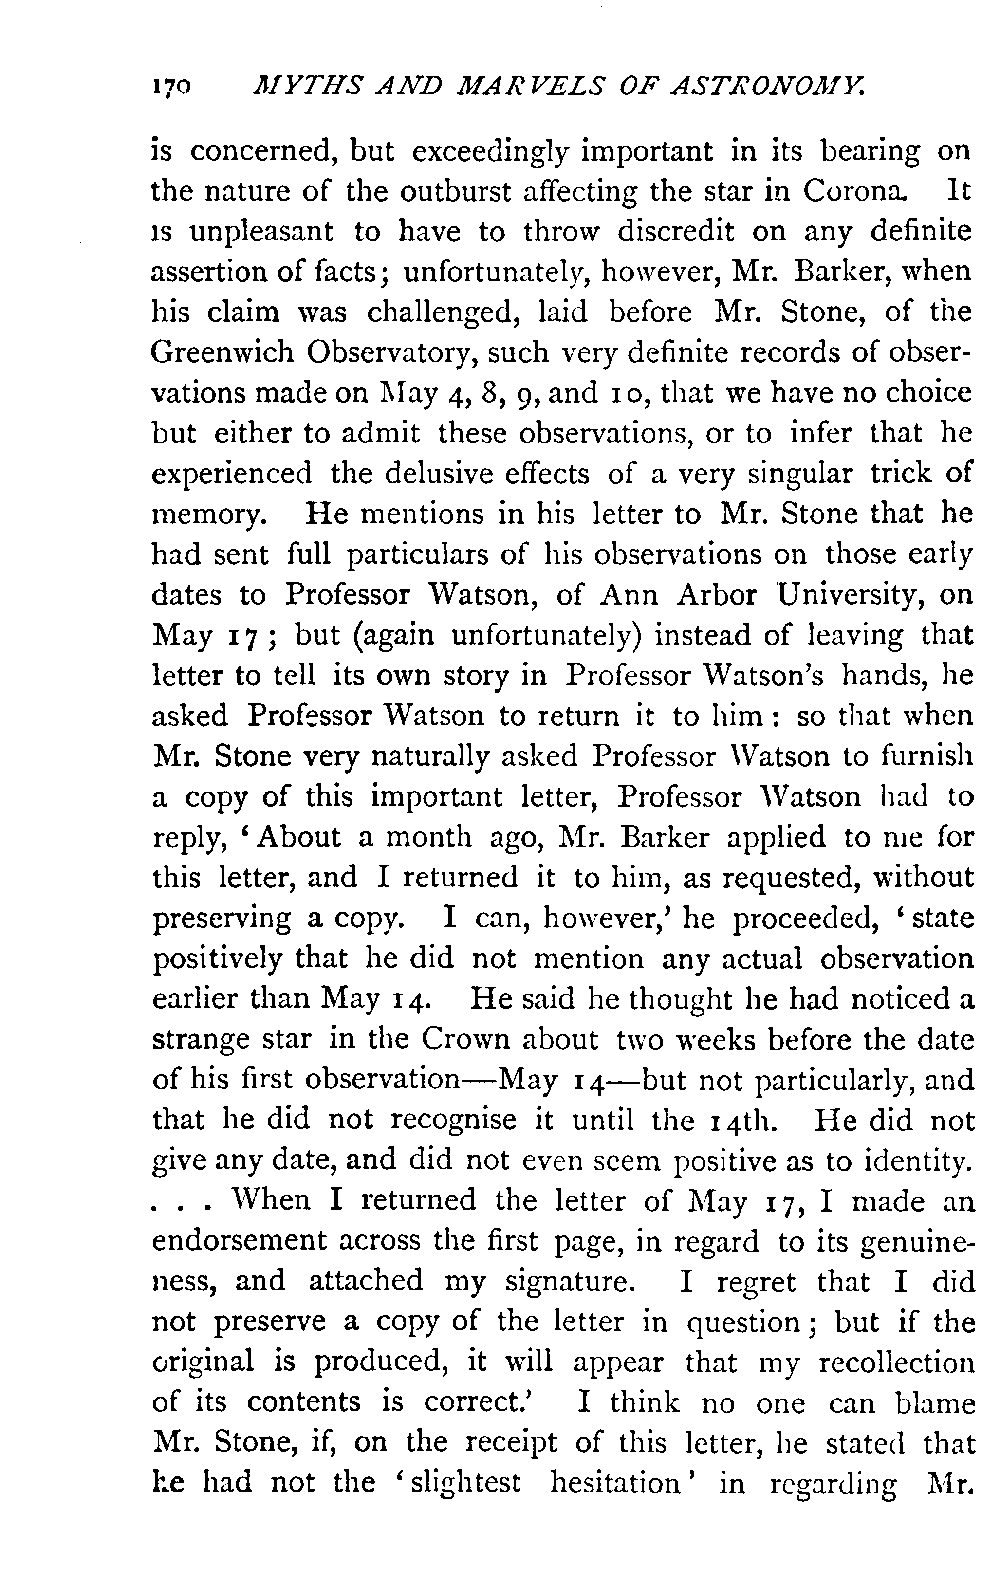 170 MYTHS AND MARVELS OF ASTRONOMY.
is concerned, but exceedingly important in its bearing on
the nature of the outburst affecting the star in Corona. It
is unpleasant to have to throw discredit on any definite
assertion of facts; unfortunately, however, Mr. Barker, when
his claim was challenged, laid before Mr. Stone, of the
Greenwich Observatory, such very definite records of obser-
vations made on May 4, 8, 9, and 10, that we have no choice
but either to admit these observations, or to infer that he
experienced the delusive effects of a very singular trick of
memory. He mentions in his letter to Mr. Stone that he
had sent full particulars of his observations on those early
dates to Professor Watson, of Ann Arbor University, on
May 17; but (again unfortunately) instead of leaving that
letter to tell its own story in Professor Watson's hands, he
asked Professor Watson to return it to him: so that when
Mr. Stone very naturally asked Professor Watson to furnish
a copy of this important letter, Professor Watson had to
reply, ‘About a month ago, Mr. Barker applied to me for
this letter, and I returned it to him, as requested, without
preserving a copy. I can, however,’ he proceeded, ‘state
positively that he did not mention any actual observation
earlier than May 14. He said he thought he had noticed a
strange star in the Crown about two weeks before the date
of his first observation—May 14—but not particularly, and
that he did not recognise it until the 14th. He did not
give any date, and did not even seem positive as to identity.
. . . When I returned the letter of May 17, I made an
endorsement across the first page, in regard to its genuine-
ness, and attached my signature. I regret that I did
not preserve a copy of the letter in question; but if the
original is produced, it will appear that my recollection
of its contents is correct.’ I think no one can blame
Mr. Stone, if, on the receipt of this letter, he stated that
he had not the ‘slightest hesitation’ in regarding Mr.